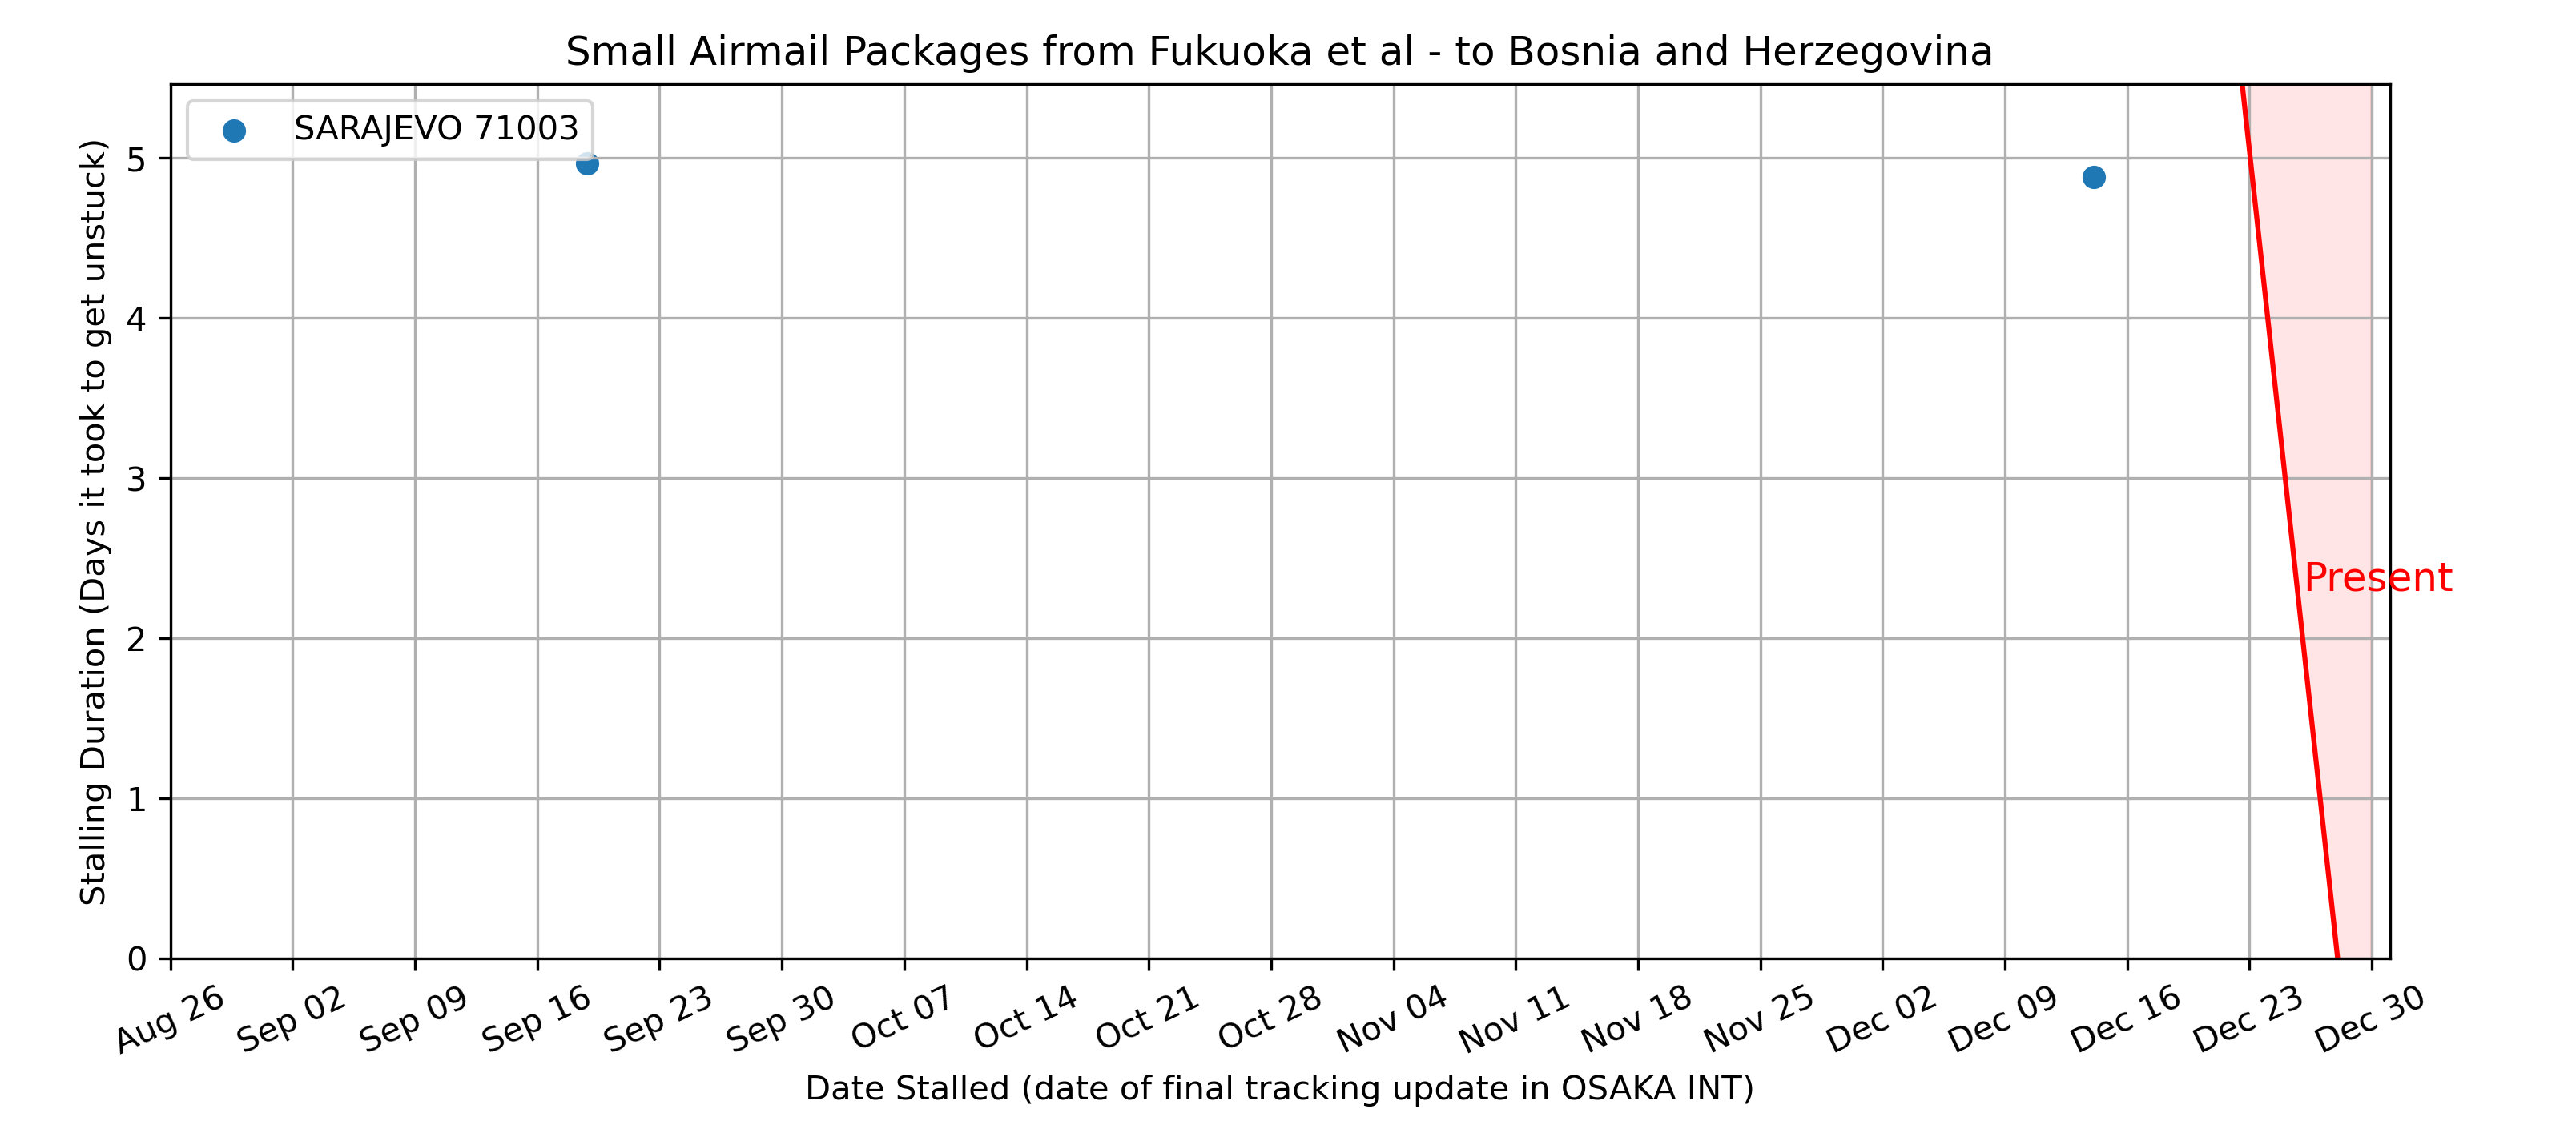 Small Airmail Packages from Fukuoka et al - to Bosnia and Herzegovina
SARAJEVO 71003
Stalling Duration (Days it took to get unstuck)
5
4
3
2
1
0
Present
Aug 26
Sep 02
Sep 09
Sep 16
Sep 23
Sep 30
Oct 07
Oct 14
Oct 21
Oct 28
Nov 04
Nov 11
Nov 18
Nov 25
Dec 02
Dec 09
Dec 16
Dec 23
Dec 30
Date Stalled (date of final tracking update in OSAKA INT)